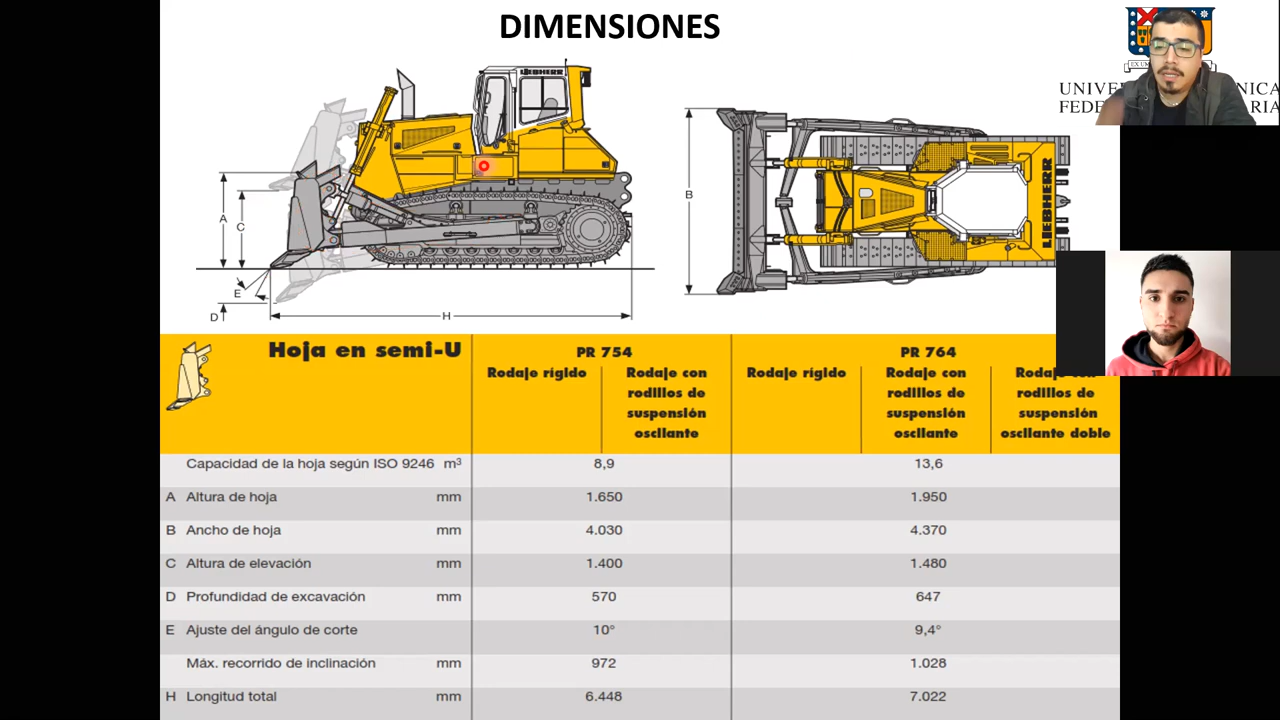 DIMENSIONES
LIEBHERR
A
C
E
D
H
B
LIEBHERR
EX UM
UNIVE NICA
FEDER ARIA
Hoja en semi-U
PR 754
PR 764
Rodaje rígido
Rodaje con rodillos de suspensión oscilante
Rodaje rígido
Rodaje con rodillos de suspensión oscilante
rodillos de suspensión oscilante doble
Capacidad de la hoja según ISO 9246 m³ 8,9 13,6
A Altura de hoja mm 1.650 1.950
B Ancho de hoja mm 4.030 4.370
C Altura de elevación mm 1.400 1.480
D Profundidad de excavación mm 570 647
E Ajuste del ángulo de corte 10° 9,4°
Máx. recorrido de inclinación mm 972 1.028
H Longitud total mm 6.448 7.022